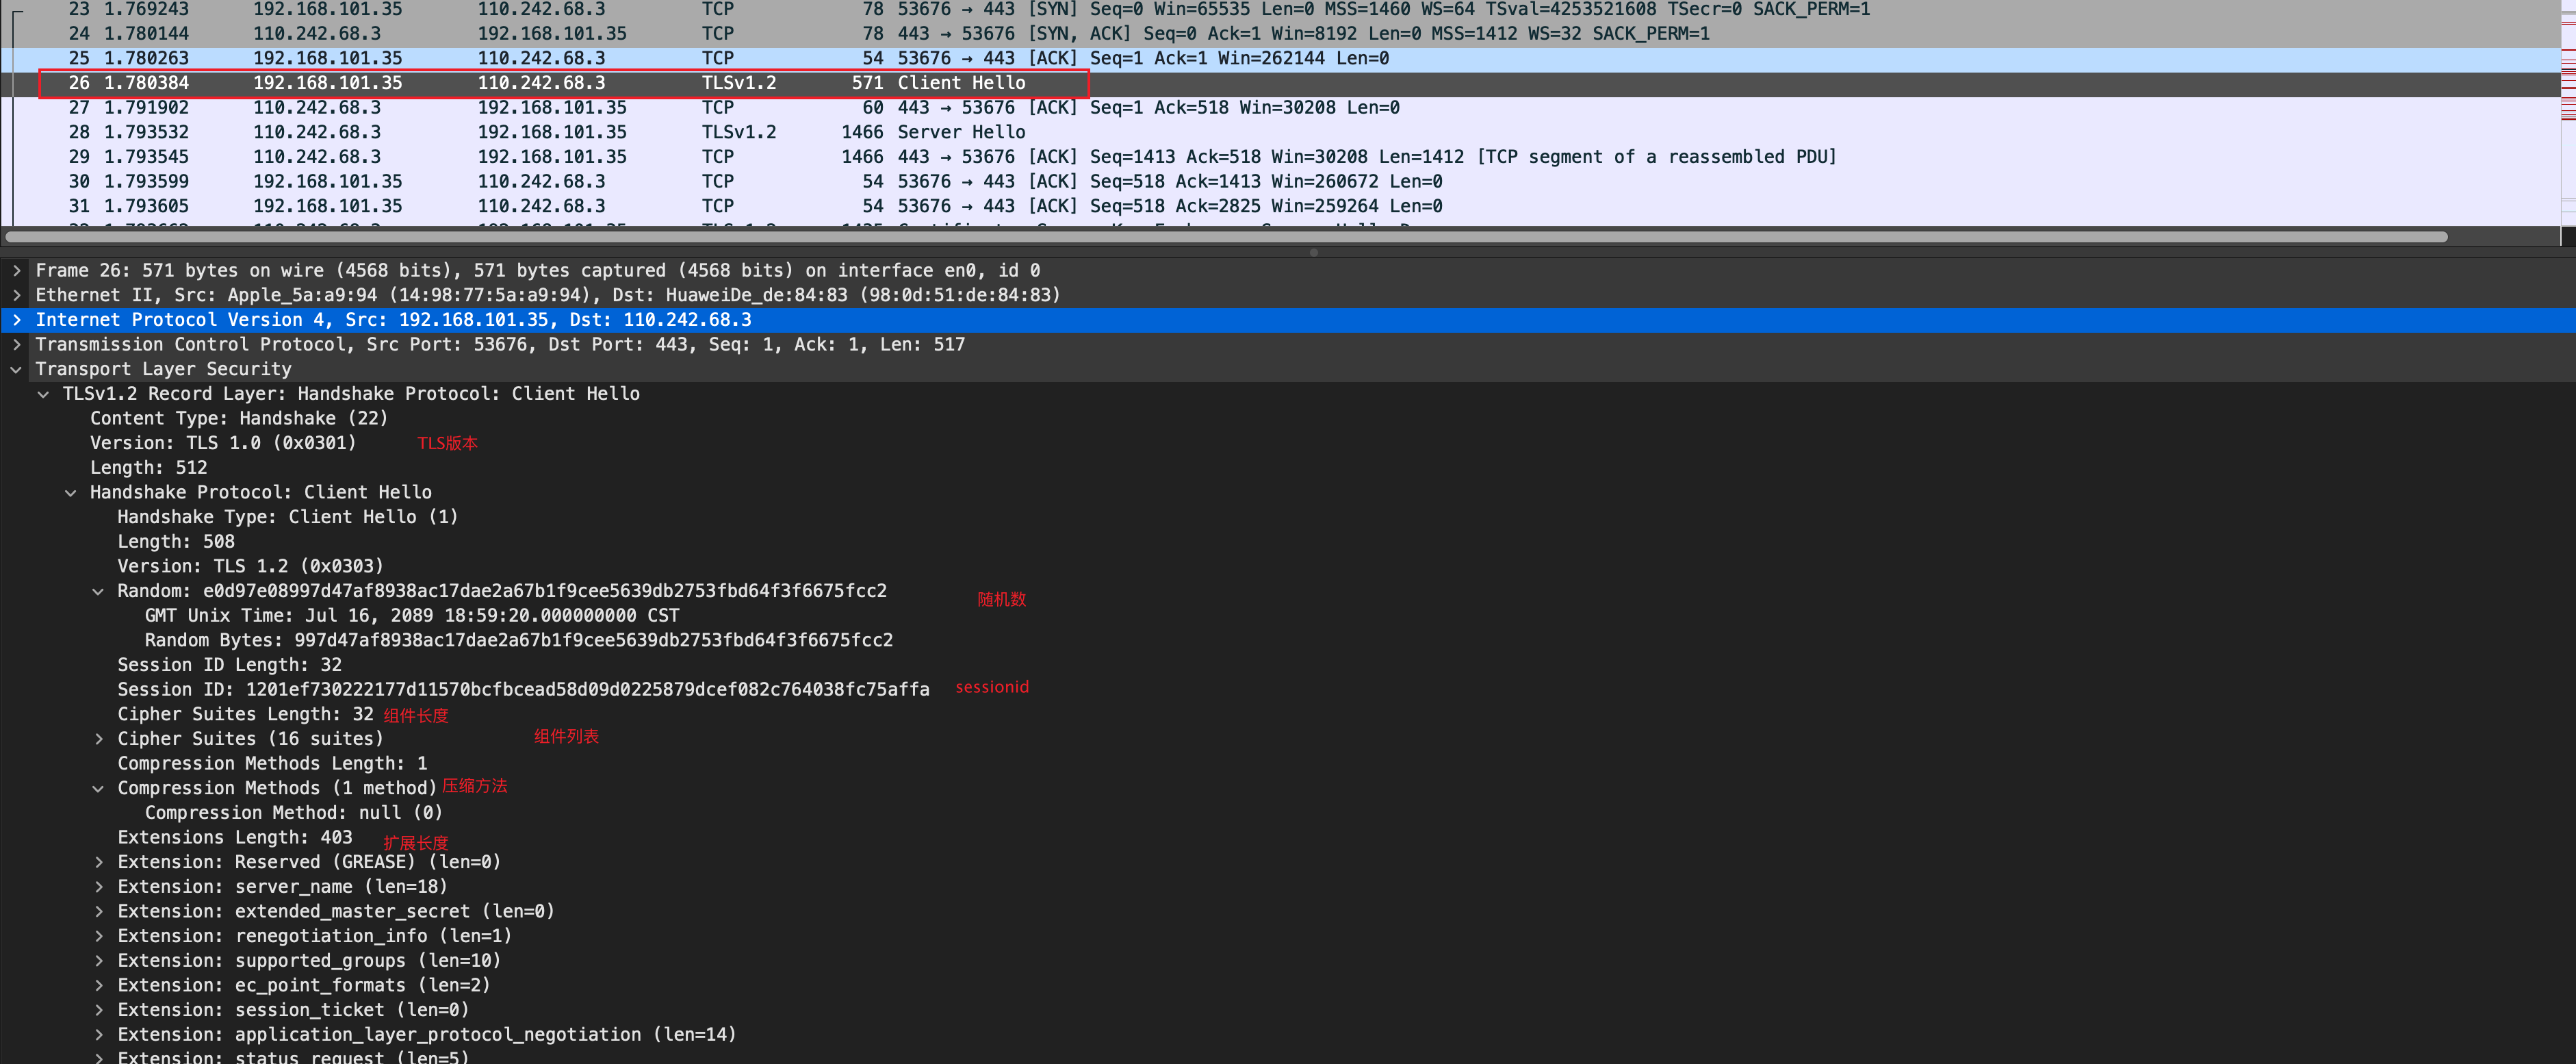 23 1.769243 192.168.101.35 110.242.68.3 TCP 78 53676 → 443 [SYN] Seq=0 Win=65535 Len=0 MSS=1460 WS=64 TSval=4253521608 TSecr=0 SACK_PERM=1
24 1.780144 110.242.68.3 192.168.101.35 TCP 78 443 → 53676 [SYN, ACK] Seq=0 Ack=1 Win=8192 Len=0 MSS=1412 WS=32 SACK_PERM=1
25 1.780263 192.168.101.35 110.242.68.3 TCP 54 53676 → 443 [ACK] Seq=1 Ack=1 Win=262144 Len=0
26 1.780384 192.168.101.35 110.242.68.3 TLSv1.2 571 Client Hello
27 1.791902 110.242.68.3 192.168.101.35 TCP 60 443 → 53676 [ACK] Seq=1 Ack=518 Win=30208 Len=0
28 1.793532 110.242.68.3 192.168.101.35 TLSv1.2 1466 Server Hello
29 1.793545 110.242.68.3 192.168.101.35 TCP 1466 443 → 53676 [ACK] Seq=1413 Ack=518 Win=30208 Len=1412 [TCP segment of a reassembled PDU]
30 1.793599 192.168.101.35 110.242.68.3 TCP 54 53676 → 443 [ACK] Seq=518 Ack=1413 Win=260672 Len=0
31 1.793605 192.168.101.35 110.242.68.3 TCP 54 53676 → 443 [ACK] Seq=518 Ack=2825 Win=259264 Len=0
Frame 26: 571 bytes on wire (4568 bits), 571 bytes captured (4568 bits) on interface en0, id 0
Ethernet II, Src: Apple_5a:a9:94 (14:98:77:5a:a9:94), Dst: HuaweiDe_de:84:83 (98:0d:51:de:84:83)
Internet Protocol Version 4, Src: 192.168.101.35, Dst: 110.242.68.3
Transmission Control Protocol, Src Port: 53676, Dst Port: 443, Seq: 1, Ack: 1, Len: 517
Transport Layer Security
TLSv1.2 Record Layer: Handshake Protocol: Client Hello
Content Type: Handshake (22)
Version: TLS 1.0 (0x0301) TLS版本
Length: 512
Handshake Protocol: Client Hello
Handshake Type: Client Hello (1)
Length: 508
Version: TLS 1.2 (0x0303)
Random: e0d97e08997d47af8938ac17dae2a67b1f9cee5639db2753fbd64f3f6675fcc2 随机数
GMT Unix Time: Jul 16, 2089 18:59:20.000000000 CST
Random Bytes: 997d47af8938ac17dae2a67b1f9cee5639db2753fbd64f3f6675fcc2
Session ID Length: 32
Session ID: 1201ef730222177d11570bcfbcead58d09d0225879dcef082c764038fc75affa sessionid
Cipher Suites Length: 32 组件长度
Cipher Suites (16 suites) 组件列表
Compression Methods Length: 1
Compression Methods (1 method) 压缩方法
Compression Method: null (0)
Extensions Length: 403 扩展长度
Extension: Reserved (GREASE) (len=0)
Extension: server_name (len=18)
Extension: extended_master_secret (len=0)
Extension: renegotiation_info (len=1)
Extension: supported_groups (len=10)
Extension: ec_point_formats (len=2)
Extension: session_ticket (len=0)
Extension: application_layer_protocol_negotiation (len=14)
Extension: status_request (len=5)